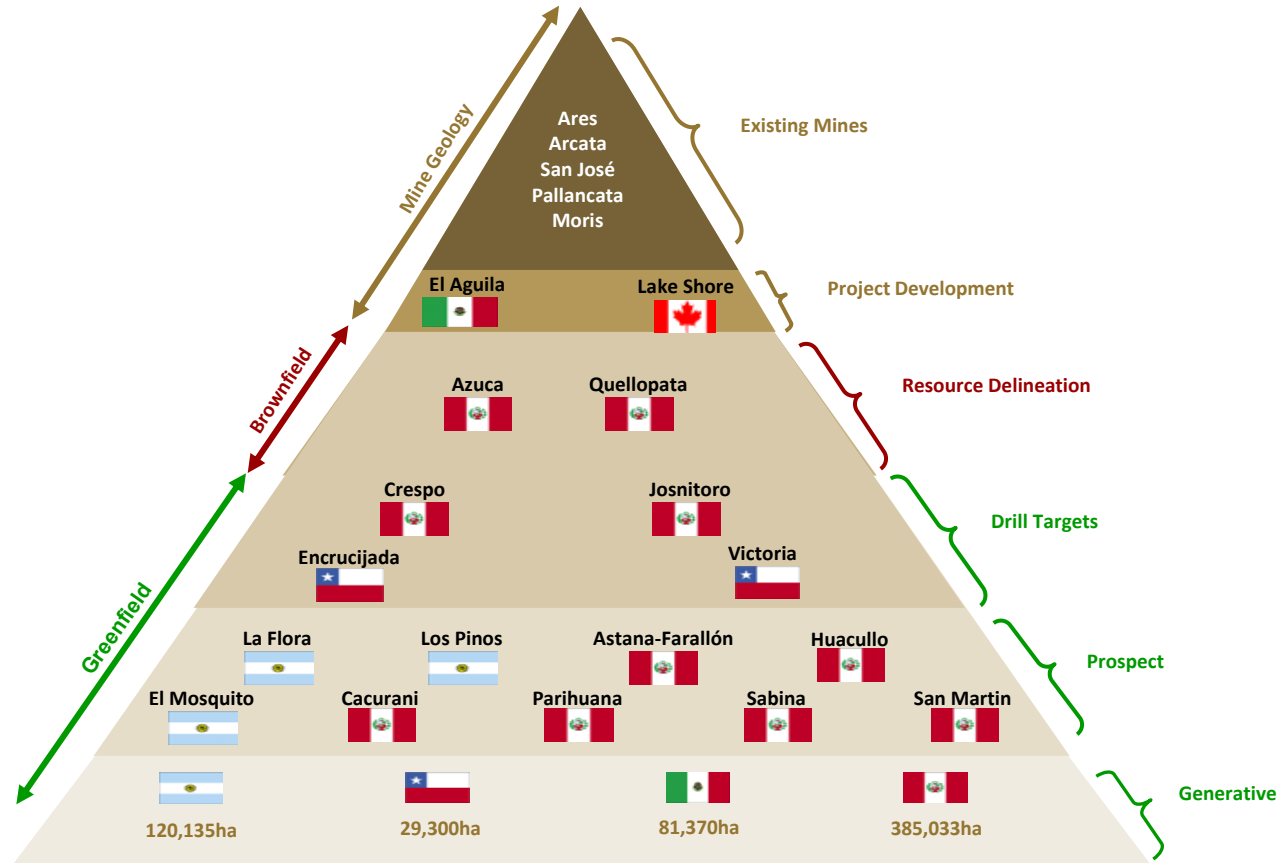 Mine Geology
Ares
Arcata
San José
Pallancata
Moris
Existing Mines
El Aguila
Lake Shore
Project Development
Brownfield
Azuca
Quellopata
Resource Delineation
Greenfield
Crespo
Josnitoro
Drill Targets
Encrucijada
Victoria
La Flora
Los Pinos
Astana-Farallón
Huacullo
Prospect
El Mosquito
Cacurani
Parihuana
Sabina
San Martin
Generative
120,135ha
29,300ha
81,370ha
385,033ha